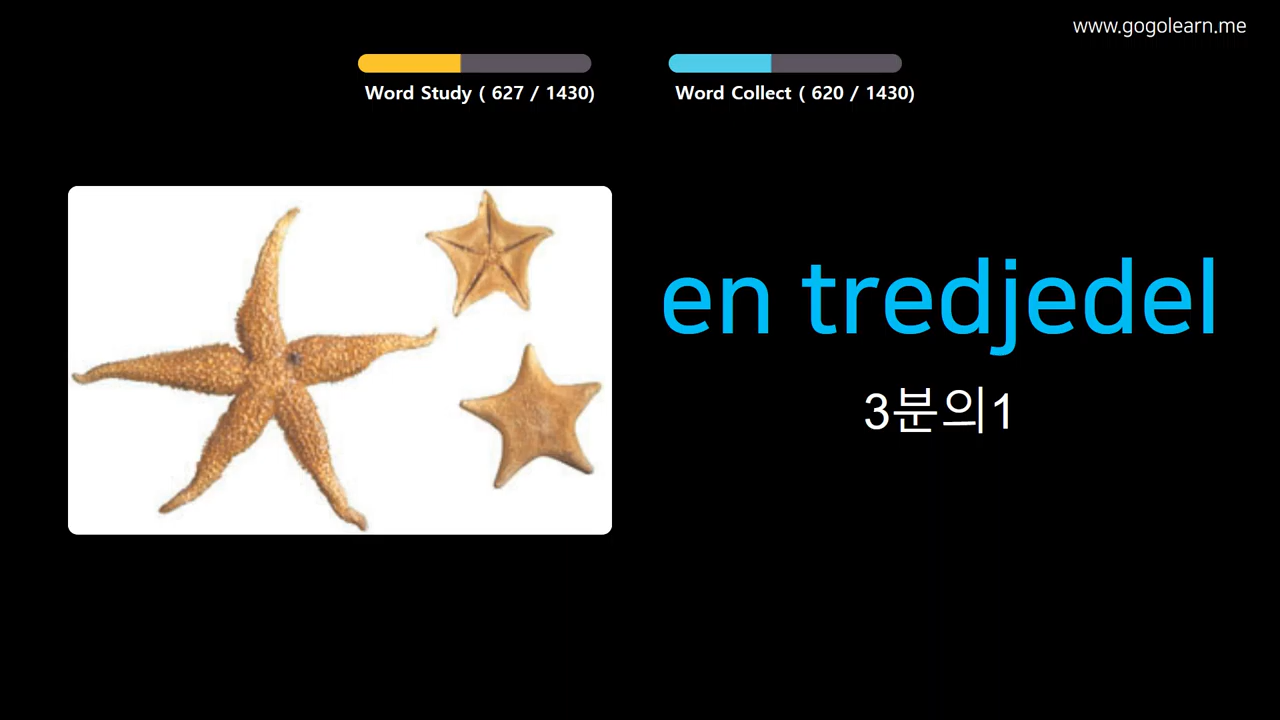 www.gogolearn.me
Word Study ( 627 / 1430)
Word Collect ( 620 / 1430)
en tredjedel
3분의1